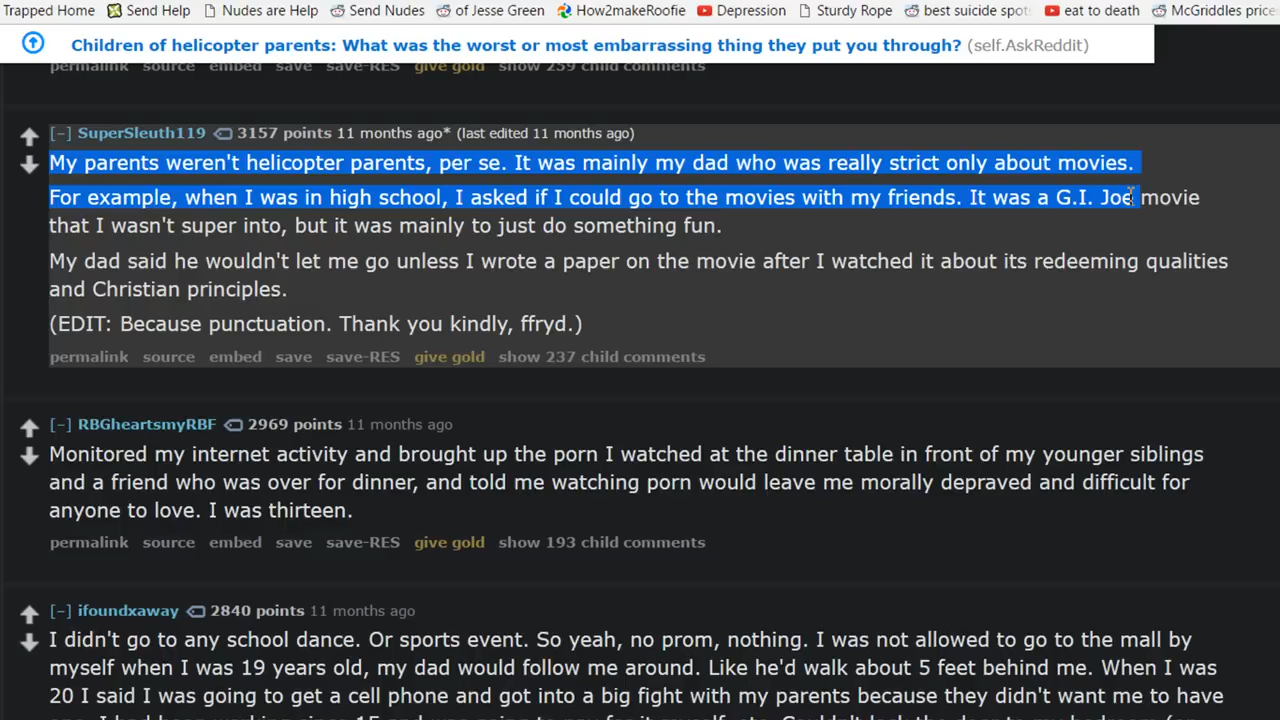 Trapped Home Send Help Nudes are Help Send Nudes of Jesse Green How2makeRoofie Depression Sturdy Rope best suicide spots eat to death McGriddles price
Children of helicopter parents: What was the worst or most embarrassing thing they put you through? (self.AskReddit)
permalink source embed save save-RES give gold show 259 child comments
[-] SuperSleuth119 3157 points 11 months ago* (last edited 11 months ago)
My parents weren't helicopter parents, per se. It was mainly my dad who was really strict only about movies.
For example, when I was in high school, I asked if I could go to the movies with my friends. It was a G.I. Joe movie
that I wasn't super into, but it was mainly to just do something fun.
My dad said he wouldn't let me go unless I wrote a paper on the movie after I watched it about its redeeming qualities
and Christian principles.
(EDIT: Because punctuation. Thank you kindly, ffryd.)
permalink source embed save save-RES give gold show 237 child comments
[-] RBGheartsmyRBF 2969 points 11 months ago
Monitored my internet activity and brought up the porn I watched at the dinner table in front of my younger siblings
and a friend who was over for dinner, and told me watching porn would leave me morally depraved and difficult for
anyone to love. I was thirteen.
permalink source embed save save-RES give gold show 193 child comments
[-] ifoundxaway 2840 points 11 months ago
I didn't go to any school dance. Or sports event. So yeah, no prom, nothing. I was not allowed to go to the mall by
myself when I was 19 years old, my dad would follow me around. Like he'd walk about 5 feet behind me. When I was
20 I said I was going to get a cell phone and got into a big fight with my parents because they didn't want me to have